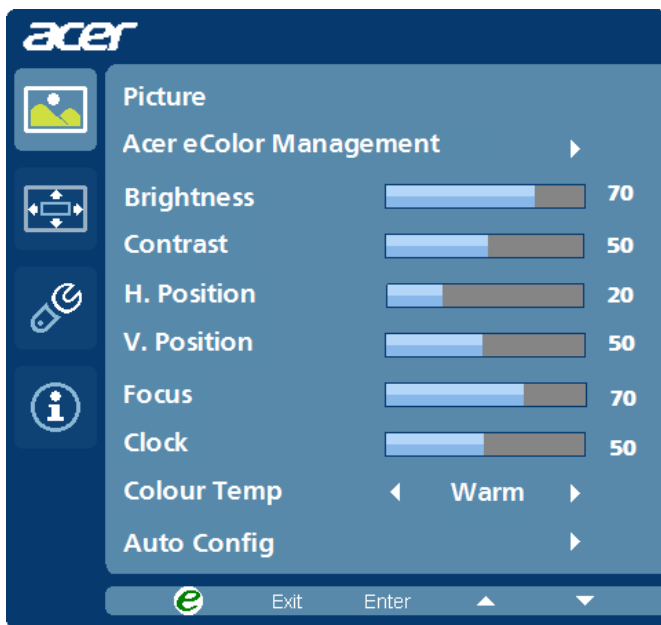 acer
Picture
Acer eColor Management
Brightness 70
Contrast 50
H. Position 20
V. Position 50
Focus 70
Clock 50
Colour Temp Warm
Auto Config
e Exit Enter